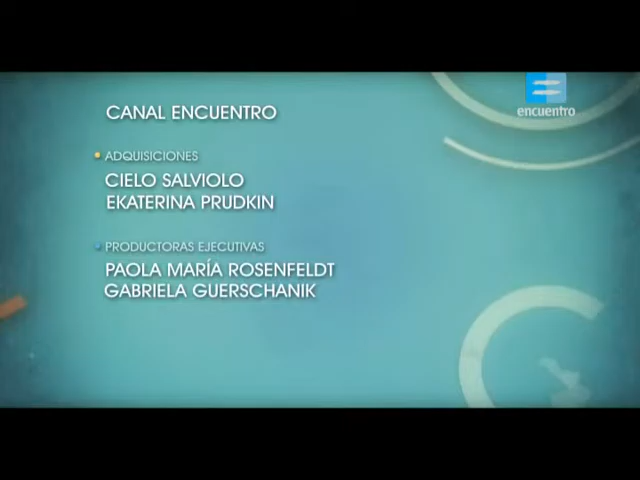 encuentro
CANAL ENCUENTRO
ADQUISICIONES
CIELO SALVIOLO
EKATERINA PRUDKIN
PRODUCTORAS EJECUTIVAS
PAOLA MARÍA ROSENFELDT
GABRIELA GUERSCHANIK